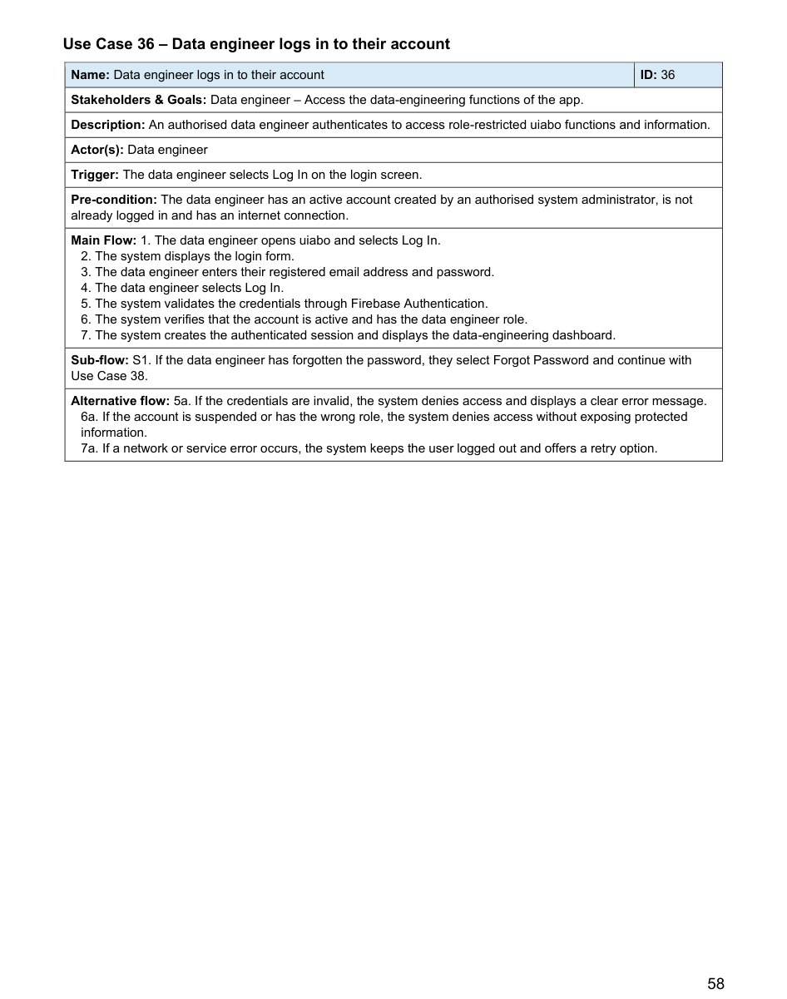 Use Case 36 – Data engineer logs in to their account
Name: Data engineer logs in to their account
ID: 36
Stakeholders & Goals: Data engineer – Access the data-engineering functions of the app.
Description: An authorised data engineer authenticates to access role-restricted uiabo functions and information.
Actor(s): Data engineer
Trigger: The data engineer selects Log In on the login screen.
Pre-condition: The data engineer has an active account created by an authorised system administrator, is not
already logged in and has an internet connection.
Main Flow: 1. The data engineer opens uiabo and selects Log In.
2. The system displays the login form.
3. The data engineer enters their registered email address and password.
4. The data engineer selects Log In.
5. The system validates the credentials through Firebase Authentication.
6. The system verifies that the account is active and has the data engineer role.
7. The system creates the authenticated session and displays the data-engineering dashboard.
Sub-flow: S1. If the data engineer has forgotten the password, they select Forgot Password and continue with
Use Case 38.
Alternative flow: 5a. If the credentials are invalid, the system denies access and displays a clear error message.
6a. If the account is suspended or has the wrong role, the system denies access without exposing protected
information.
7a. If a network or service error occurs, the system keeps the user logged out and offers a retry option.
58